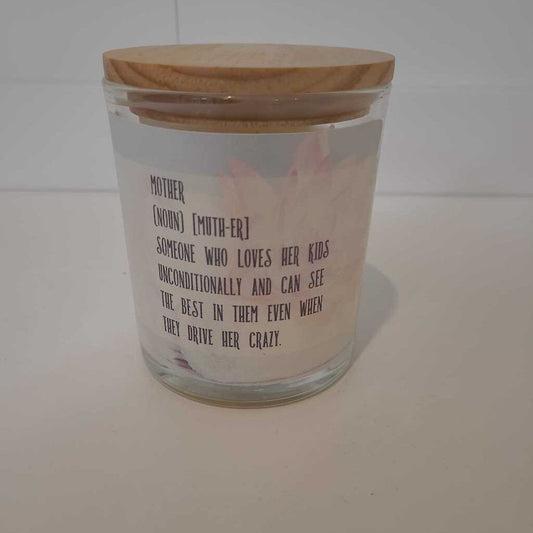 MOTHER
(NOUN) [MUTH-ER]
SOMEONE WHO LOVES HER KIDS
UNCONDITIONALLY AND CAN SEE
THE BEST IN THEM EVEN WHEN
THEY DRIVE HER CRAZY.